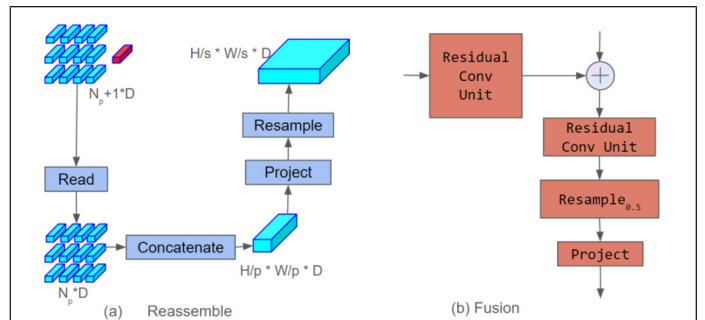 N_p+1*D
Read
N_p*D
(a) Reassemble
Concatenate
H/p * W/p * D
Project
Resample
H/s * W/s * D
Residual
Conv
Unit
+
Residual
Conv Unit
Resample_0.5
Project
(b) Fusion